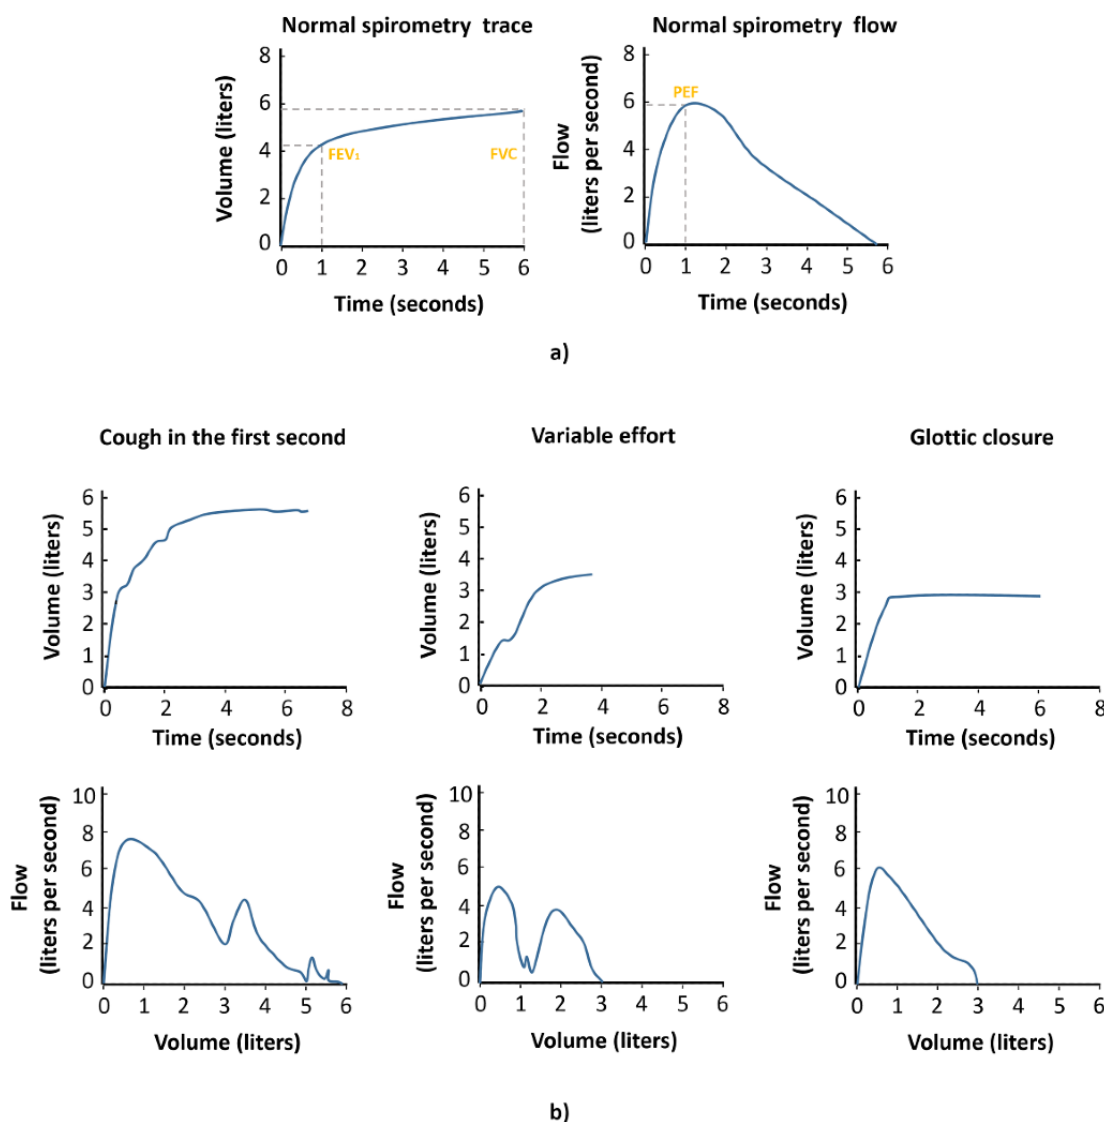 Normal spirometry trace
Normal spirometry flow
Volume (liters)
8
6
4
2
0
FEV₁
FVC
0 1 2 3 4 5 6
Time (seconds)
Flow
(liters per second)
8
6
4
2
0
PEF
0 1 2 3 4 5 6
Time (seconds)
a)
Cough in the first second
Variable effort
Glottic closure
Volume (liters)
6
5
4
3
2
1
0
0 2 4 6 8
Time (seconds)
Volume (liters)
6
5
4
3
2
1
0
0 2 4 6 8
Time (seconds)
Volume (liters)
6
5
4
3
2
1
0
0 2 4 6 8
Time (seconds)
Flow
(liters per second)
10
8
6
4
2
0
0 1 2 3 4 5 6
Volume (liters)
Flow
(liters per second)
10
8
6
4
2
0
0 1 2 3 4 5 6
Volume (liters)
Flow
(liters per second)
10
8
6
4
2
0
0 1 2 3 4 5 6
Volume (liters)
b)